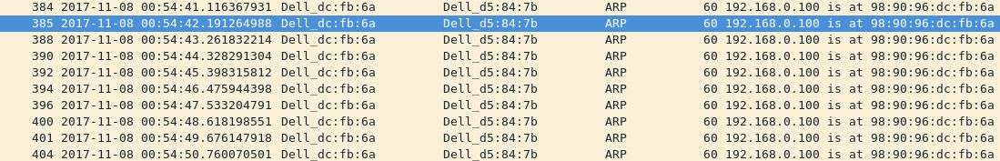 384 2017-11-08 00:54:41.116367931 Dell_dc:fb:6a Dell_d5:84:7b ARP 60 192.168.0.100 is at 98:90:96:dc:fb:6a
385 2017-11-08 00:54:42.191264988 Dell_dc:fb:6a Dell_d5:84:7b ARP 60 192.168.0.100 is at 98:90:96:dc:fb:6a
388 2017-11-08 00:54:43.261832214 Dell_dc:fb:6a Dell_d5:84:7b ARP 60 192.168.0.100 is at 98:90:96:dc:fb:6a
390 2017-11-08 00:54:44.328291304 Dell_dc:fb:6a Dell_d5:84:7b ARP 60 192.168.0.100 is at 98:90:96:dc:fb:6a
392 2017-11-08 00:54:45.398315812 Dell_dc:fb:6a Dell_d5:84:7b ARP 60 192.168.0.100 is at 98:90:96:dc:fb:6a
394 2017-11-08 00:54:46.475944398 Dell_dc:fb:6a Dell_d5:84:7b ARP 60 192.168.0.100 is at 98:90:96:dc:fb:6a
396 2017-11-08 00:54:47.533204791 Dell_dc:fb:6a Dell_d5:84:7b ARP 60 192.168.0.100 is at 98:90:96:dc:fb:6a
400 2017-11-08 00:54:48.618198551 Dell_dc:fb:6a Dell_d5:84:7b ARP 60 192.168.0.100 is at 98:90:96:dc:fb:6a
401 2017-11-08 00:54:49.676147918 Dell_dc:fb:6a Dell_d5:84:7b ARP 60 192.168.0.100 is at 98:90:96:dc:fb:6a
404 2017-11-08 00:54:50.760070501 Dell_dc:fb:6a Dell_d5:84:7b ARP 60 192.168.0.100 is at 98:90:96:dc:fb:6a